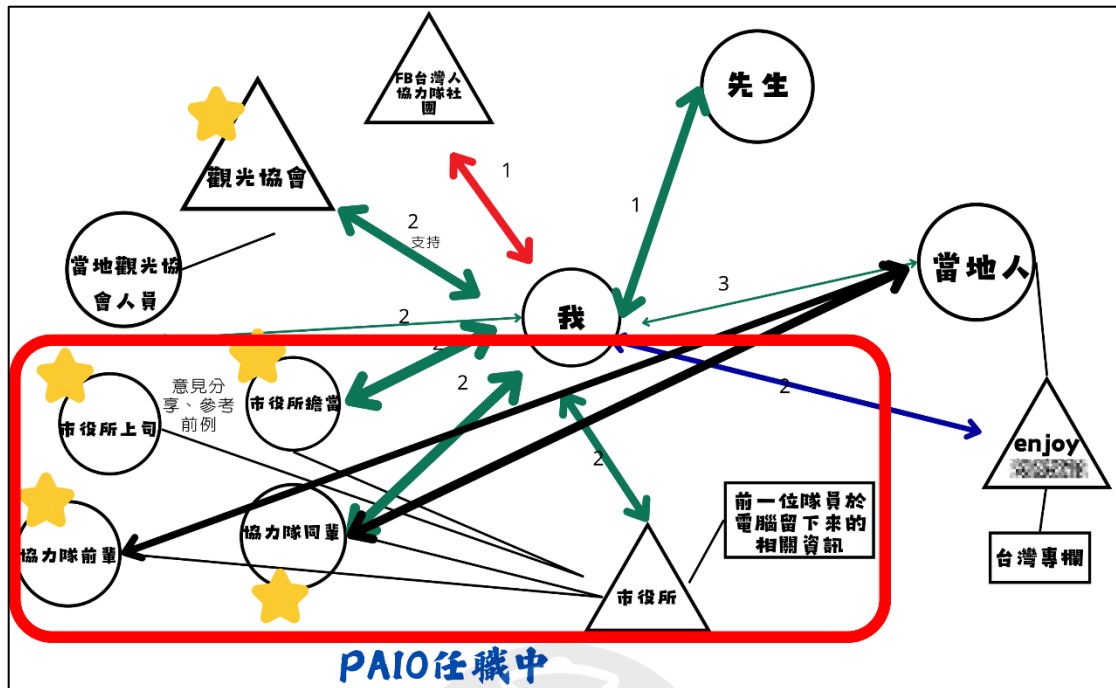 FB台灣人
協力隊社
團
先生
觀光協會
1
1
2
支持
當地觀光協
會人員
當地人
3
我
2
2
2
2
意見分
享、參考
前例
市役所擔當
市役所上司
2
enjoy
前一位隊員於
電腦留下來的
相關資訊
協力隊同輩
協力隊前輩
台灣專欄
市役所
PAIO任職中